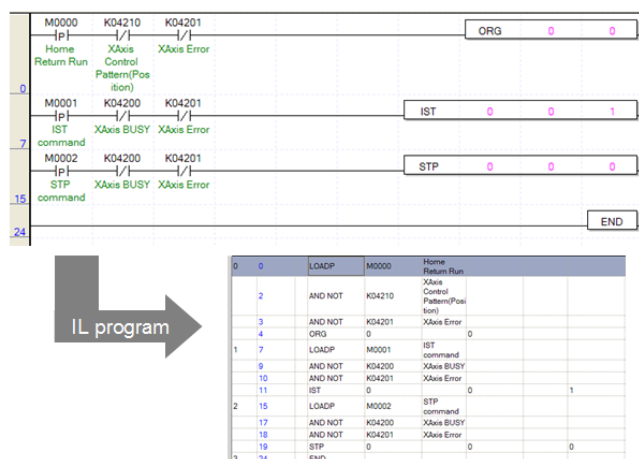 M0000 K04210 K04201
P
ORG 0 0
Home XAxis XAxis Error
Return Run Control
Pattern(Pos
ition)
0
M0001 K04200 K04201
P
IST 0 0 1
IST XAxis BUSY XAxis Error
command
7
M0002 K04200 K04201
P
STP 0 0 0
STP XAxis BUSY XAxis Error
command
15
END
24
IL program
0 0 LOADP M0000 Home
Return Run
XAxis
Control
2 AND NOT K04210 Pattern(Posi
tion)
3 AND NOT K04201 XAxis Error
4 ORG 0 0
1 7 LOADP M0001 IST
command
9 AND NOT K04200 XAxis BUSY
10 AND NOT K04201 XAxis Error
11 IST 0 0 1
2 15 LOADP M0002 STP
command
17 AND NOT K04200 XAxis BUSY
18 AND NOT K04201 XAxis Error
19 STP 0 0 0
3 24 END